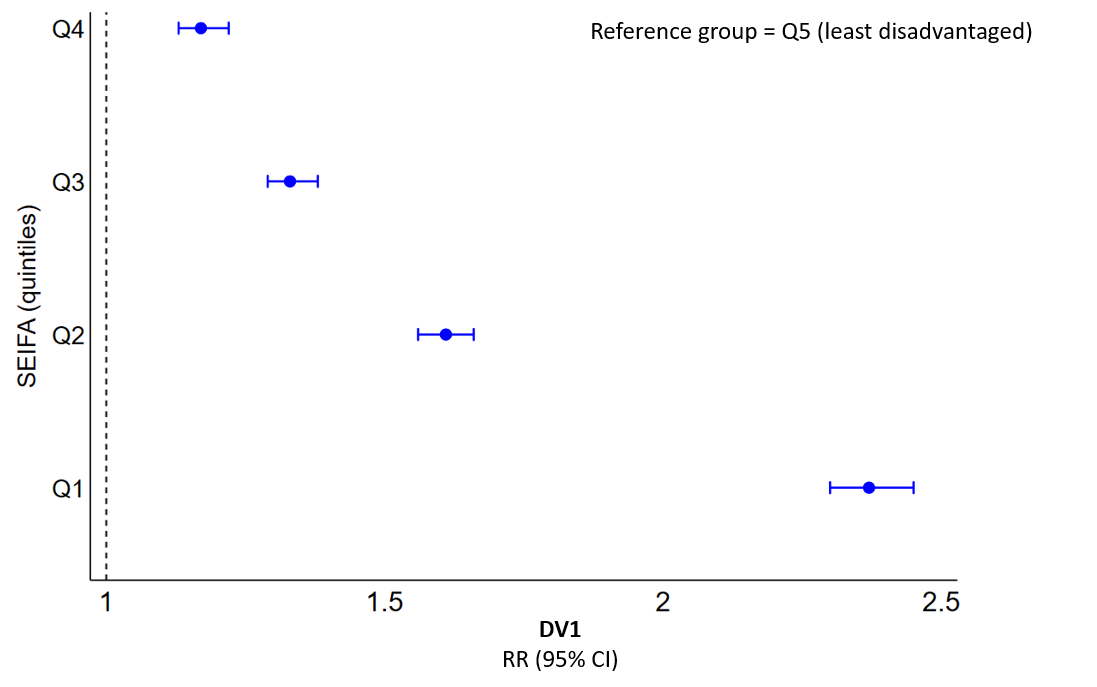 Q4
Reference group = Q5 (least disadvantaged)
Q3
SEIFA (quintiles)
Q2
Q1
1 1.5 2 2.5
DV1
RR (95% CI)